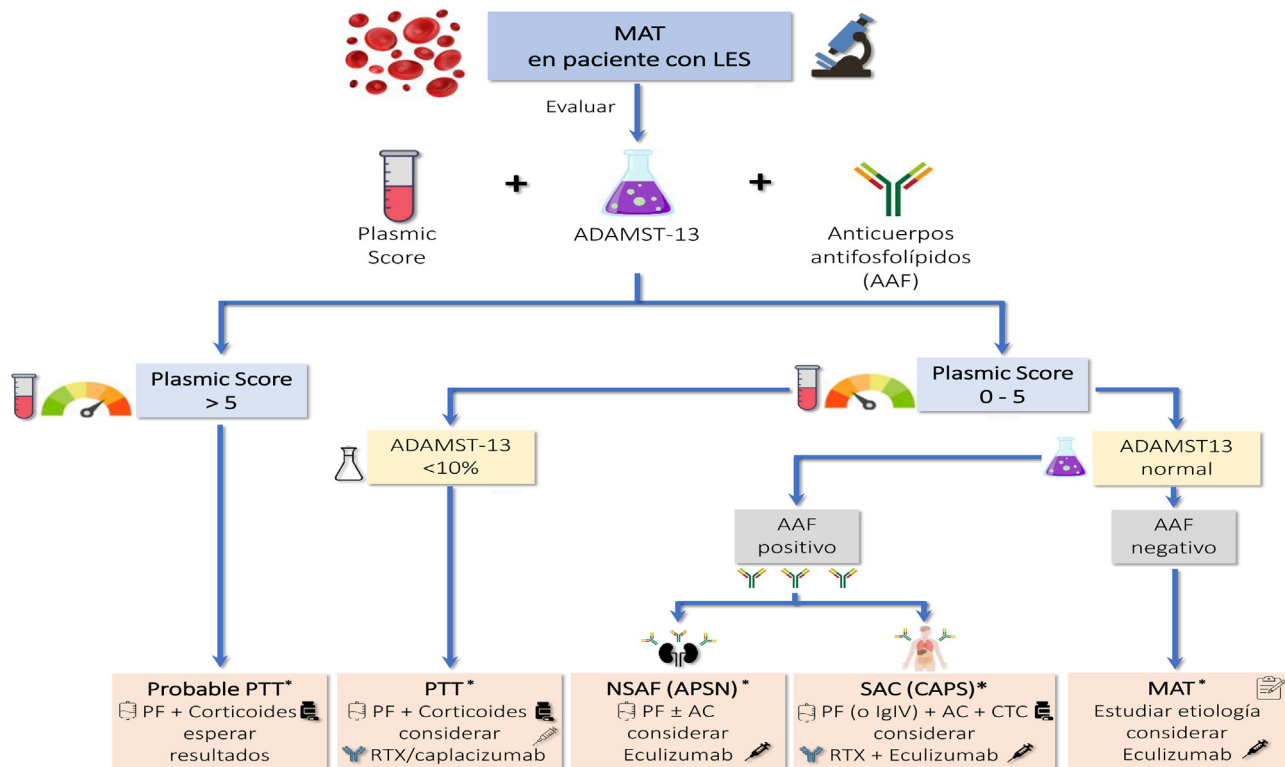 MAT
en paciente con LES
Evaluar
+
+
Plasmic
Score
ADAMST-13
Anticuerpos
antifosfolípidos
(AAF)
Plasmic Score
> 5
Plasmic Score
0 - 5
ADAMST-13
<10%
ADAMST13
normal
AAF
positivo
AAF
negativo
Probable PTT*
PF + Corticoides
esperar
resultados
PTT*
PF + Corticoides
considerar
RTX/caplacizumab
NSAF (APSN)*
PF ± AC
considerar
Eculizumab
SAC (CAPS)*
PF (o IgIV) + AC + CTC
considerar
RTX + Eculizumab
MAT*
Estudiar etiología
considerar
Eculizumab